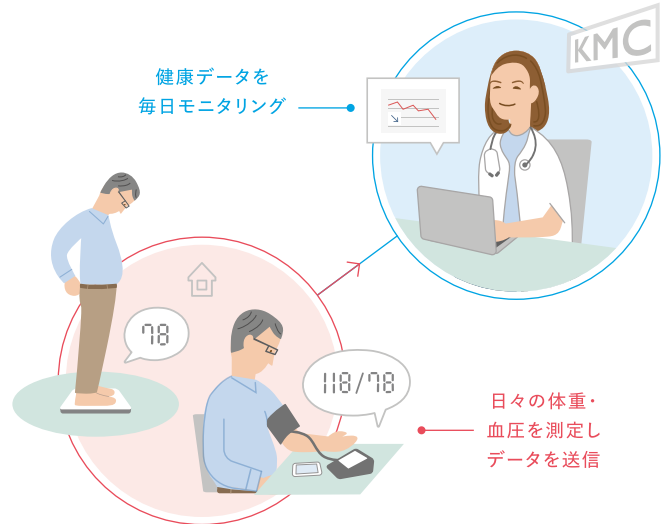 KMC
健康データを
毎日モニタリング
78
118/78
日々の体重・
血圧を測定し
データを送信